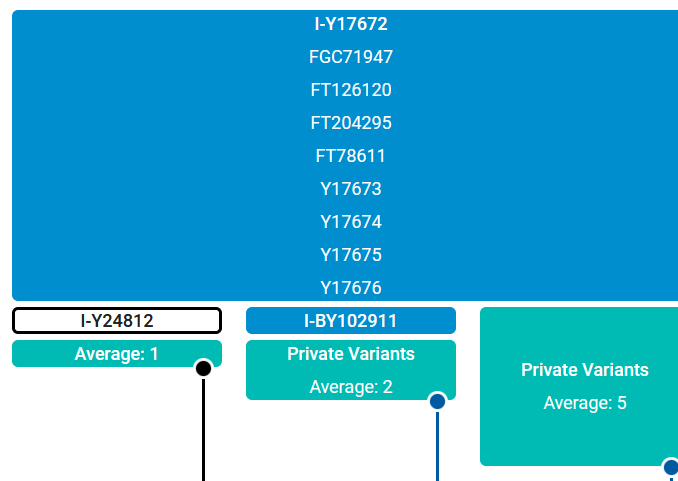 I-Y17672
FGC71947
FT126120
FT204295
FT78611
Y17673
Y17674
Y17675
Y17676
I-Y24812
Average: 1
I-BY102911
Private Variants
Average: 2
Private Variants
Average: 5